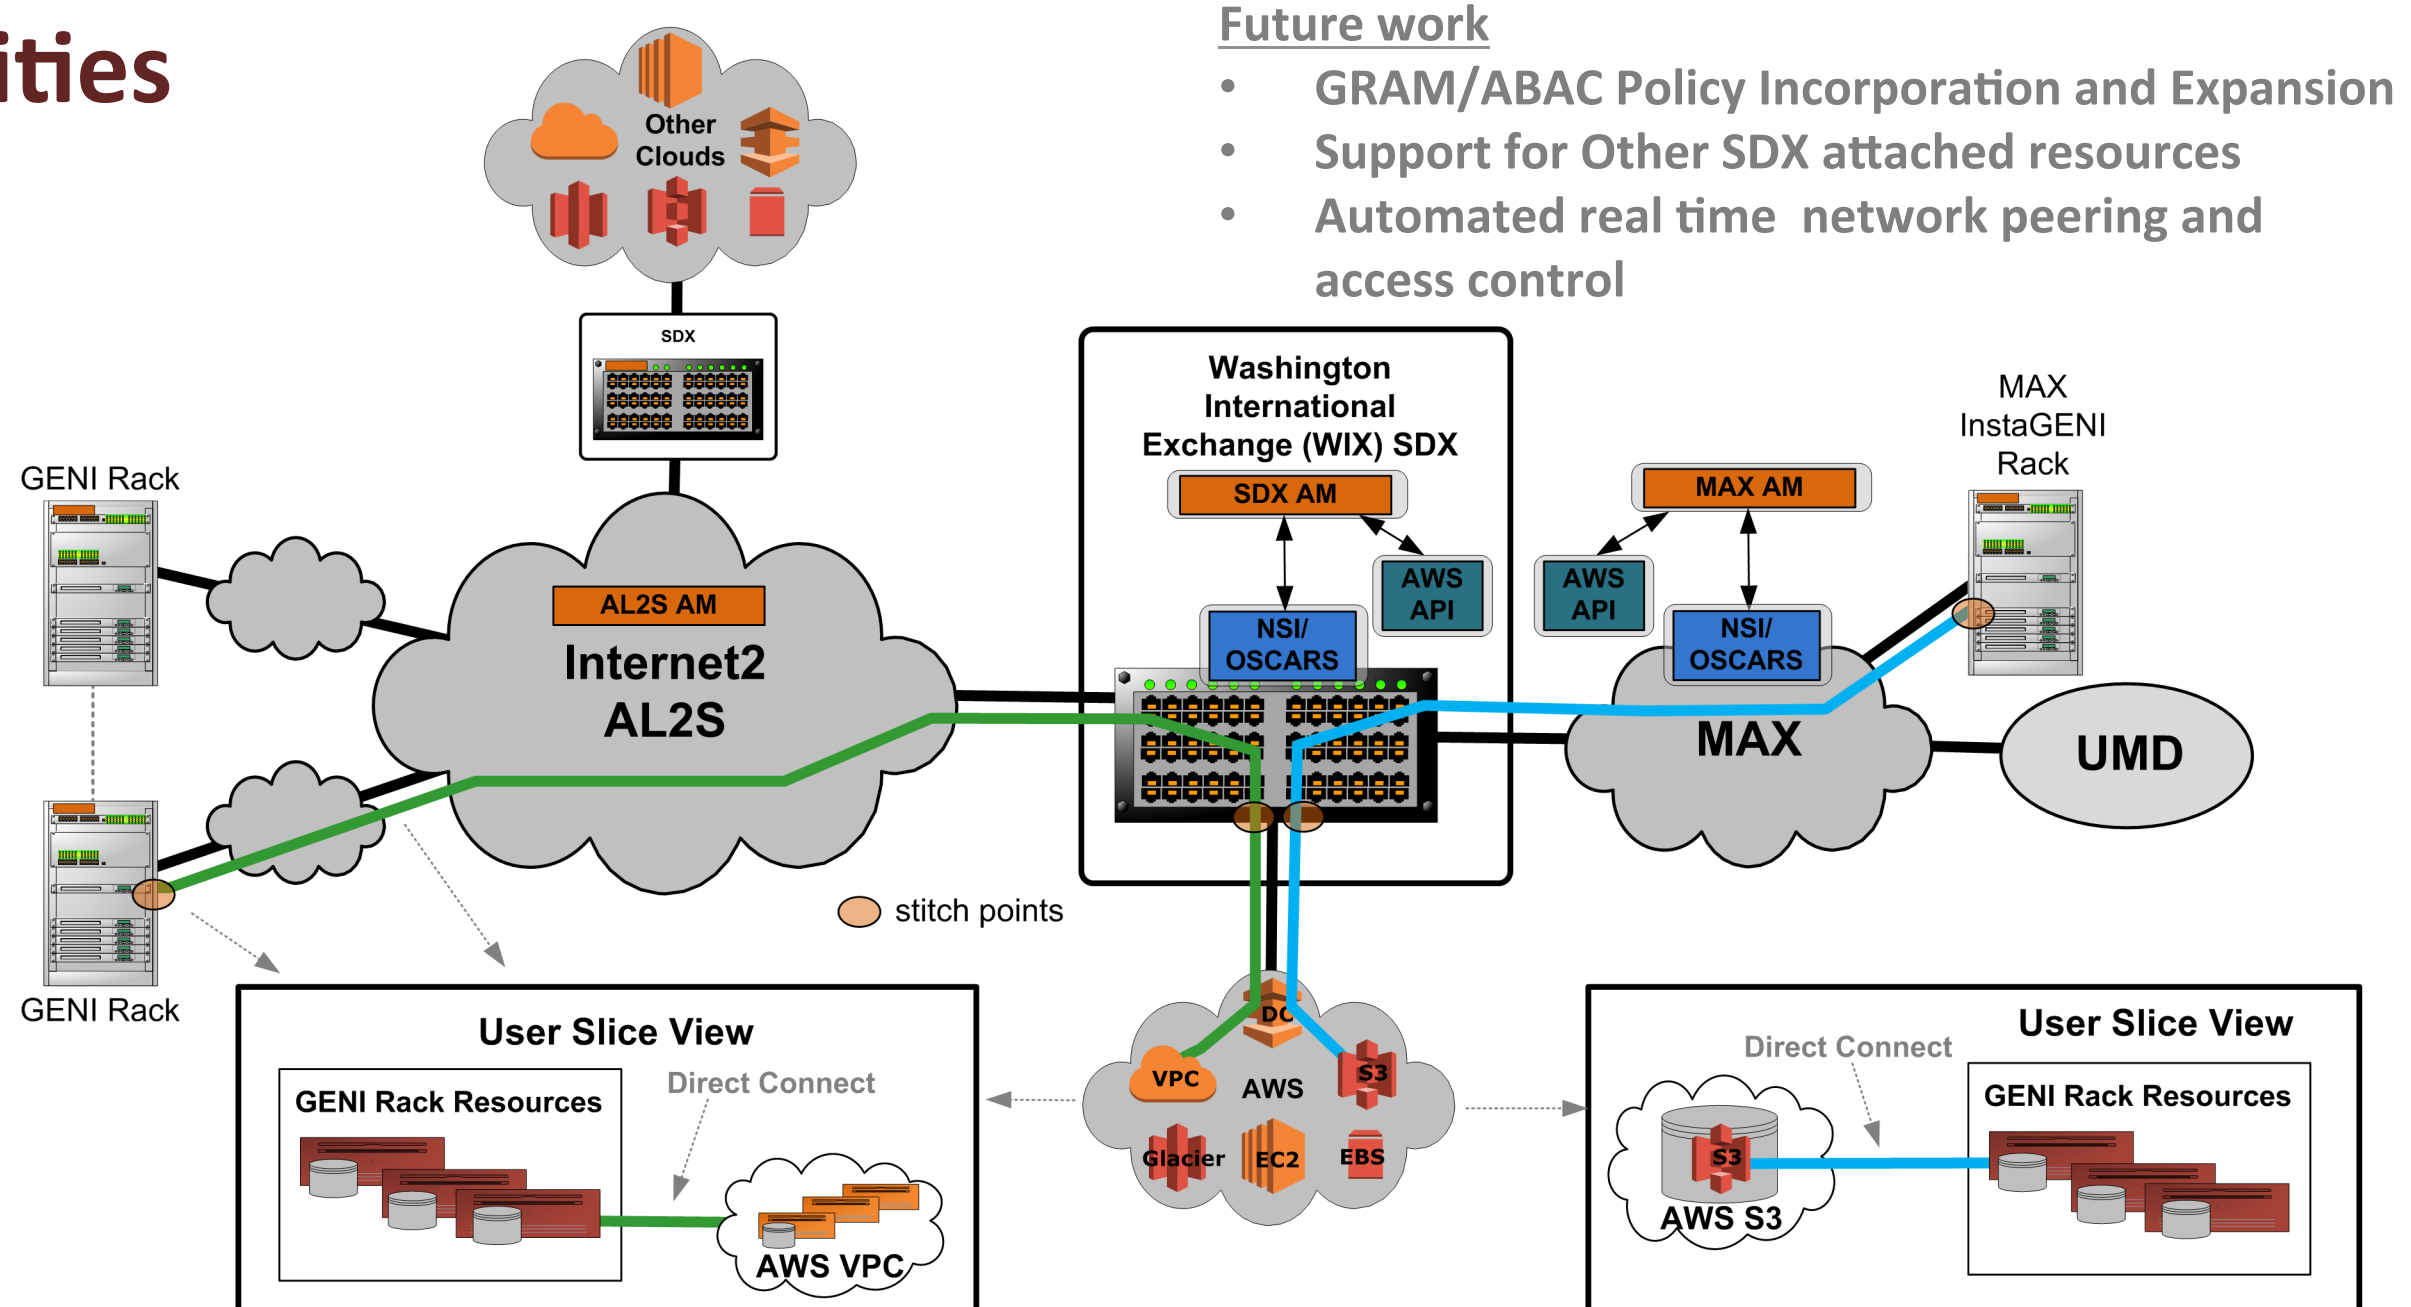 ities
Future work
• GRAM/ABAC Policy Incorporation and Expansion
• Support for Other SDX attached resources
• Automated real time  network peering and
access control
Other
Clouds
SDX
GENI Rack
AL2S AM
Internet2
AL2S
GENI Rack
stitch points
Washington
International
Exchange (WIX) SDX
SDX AM
AWS
API
NSI/
OSCARS
MAX AM
AWS
API
NSI/
OSCARS
MAX
MAX
InstaGENI
Rack
UMD
DC
VPC
AWS
S3
Glacier
EC2
EBS
User Slice View
GENI Rack Resources
Direct Connect
AWS VPC
User Slice View
Direct Connect
GENI Rack Resources
S3
AWS S3